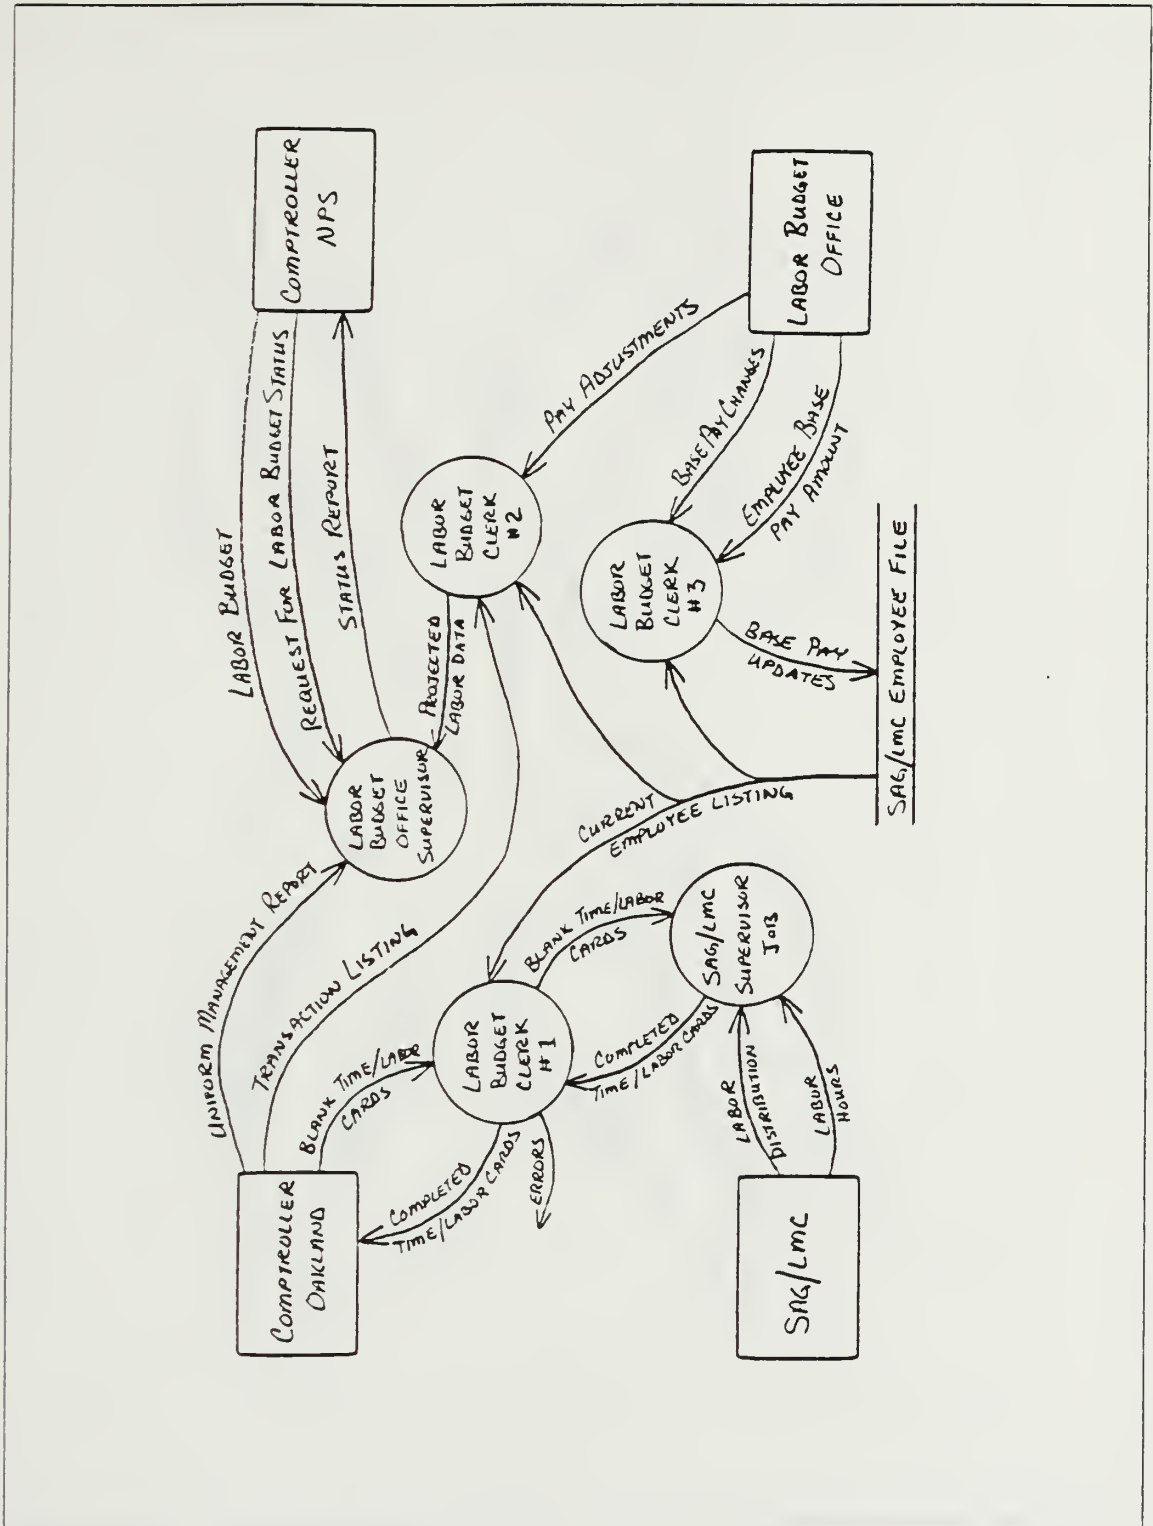 COMPTROLLER
OAKLAND
UNIFORM MANAGEMENT REPORT
TRANSACTION LISTING
BLANK TIME/LABOR
CARDS
COMPLETED
TIME/LABOR CARDS
ERRORS
LABOR
BUDGET
CLERK
#1
LABOR
BUDGET
OFFICE
SUPERVISOR
LABOR BUDGET
REQUEST FOR LABOR BUDGET STATUS
STATUS REPORT
COMPTROLLER
NPS
PROJECTED
LABOR DATA
LABOR
BUDGET
CLERK
#2
PAY ADJUSTMENTS
CURRENT
EMPLOYEE LISTING
BLANK TIME/LABOR
CARDS
COMPLETED
TIME/LABOR CARDS
SAG/LMC
SUPERVISOR
JOB
LABOR
DISTRIBUTION
LABOR
HOURS
SAG/LMC
LABOR
BUDGET
CLERK
#3
BASE PAY CHANGES
EMPLOYEE BASE
PAY AMOUNT
LABOR BUDGET
OFFICE
BASE PAY
UPDATES
SAG/LMC EMPLOYEE FILE